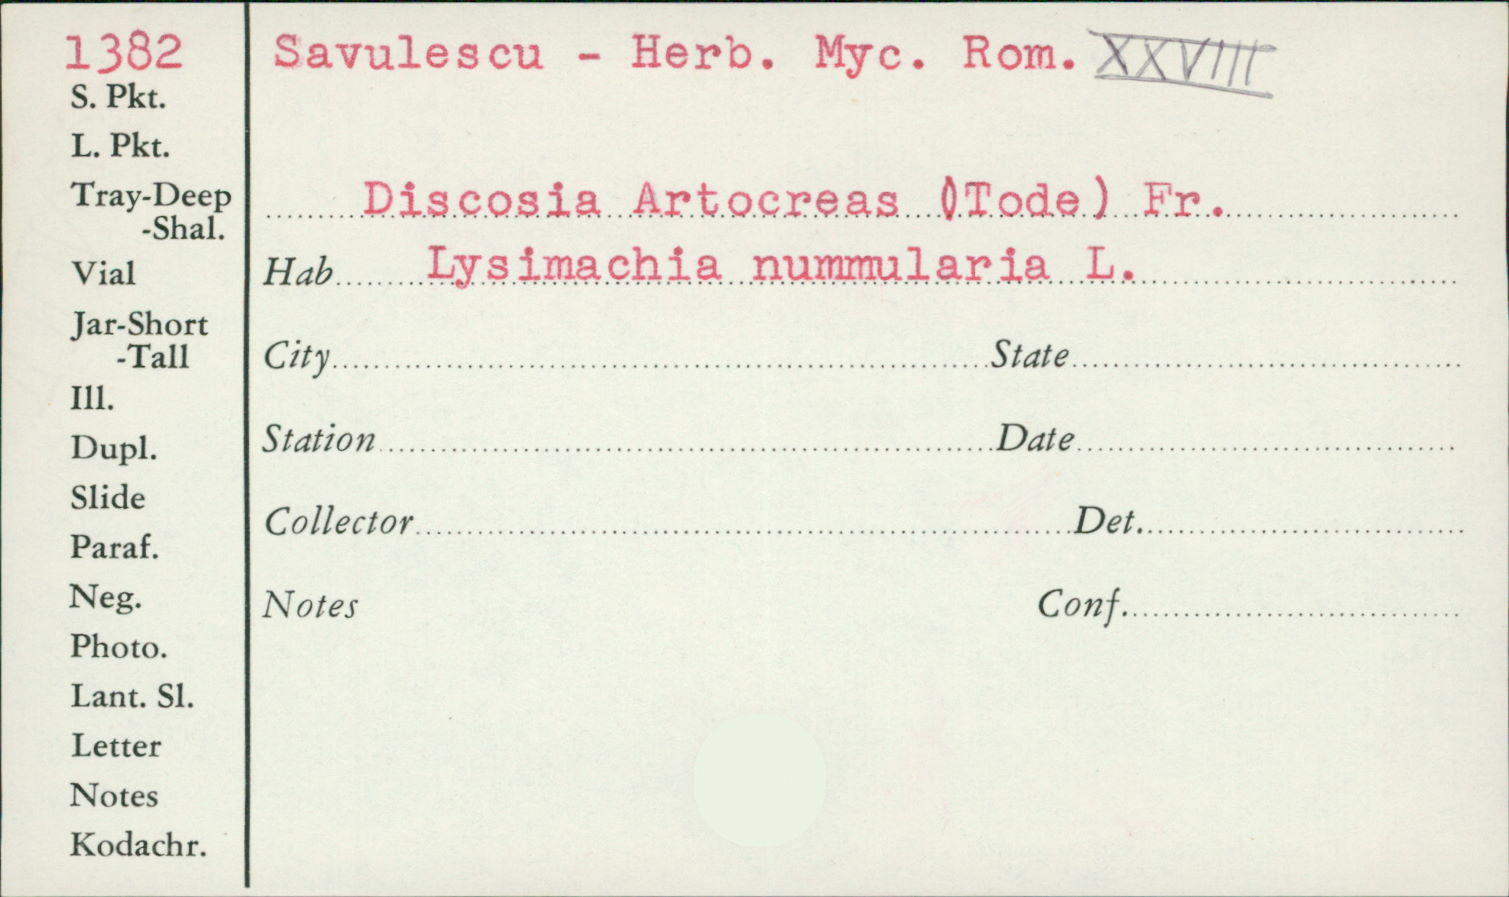 1382
Savulescu - Herb. Myc. Rom. XXVIII
S. Pkt.
L. Pkt.
Tray-Deep
-Shal.
Vial
Jar-Short
-Tall
Ill.
Dupl.
Slide
Paraf.
Neg.
Photo.
Lant. Sl.
Letter
Notes
Kodachr.
Discosia Artocreas (Tode) Fr.
Hab Lysimachia nummularia L.
City State
Station Date
Collector Det.
Notes Conf.